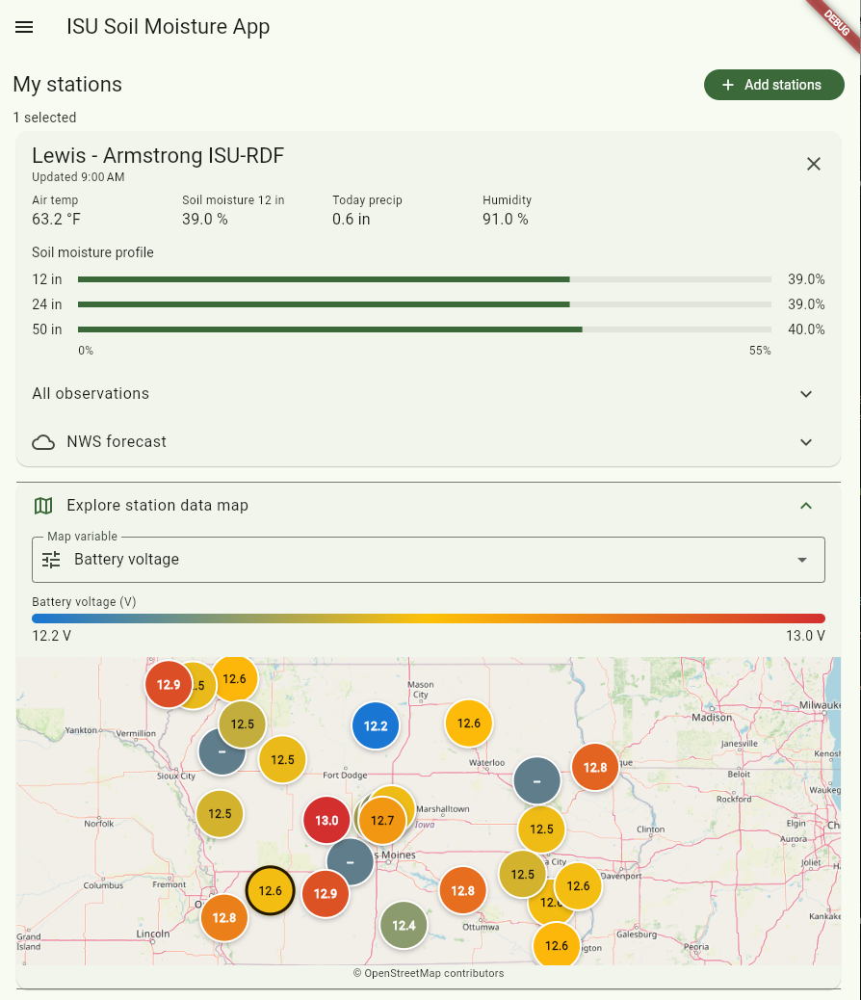 ISU Soil Moisture App
DEBUG
My stations
Add stations
1 selected
Lewis - Armstrong ISU-RDF
Updated 9:00 AM
Air temp
63.2 °F
Soil moisture 12 in
39.0 %
Today precip
0.6 in
Humidity
91.0 %
Soil moisture profile
12 in
39.0%
24 in
39.0%
50 in
40.0%
0%
55%
All observations
NWS forecast
Explore station data map
Map variable
Battery voltage
Battery voltage (V)
12.2 V
13.0 V
12.9
.5
12.6
Mason
City
Madison
Milwauke
Yankton
Vermillion
12.5
12.2
12.6
–
12.5
Sioux City
Fort Dodge
Waterloo
–
12.8
que
Janesville
Beloit
Kenosh
Rockford
Waukeg
Norfolk
12.5
13.0
12.7
Marshalltown
Iowa
12.5
Clinton
Elgin
Ch
Aurora
Joliet
–
s Moines
a City
Columbus
Fremont
12.6
12.9
12.8
12.5
12.6
Davenport
O
12.8
12.4
Ottumwa
12.6
Galesburg
Kankak
Grand
Island
Lincoln
12.6
gton
Peoria
© OpenStreetMap contributors